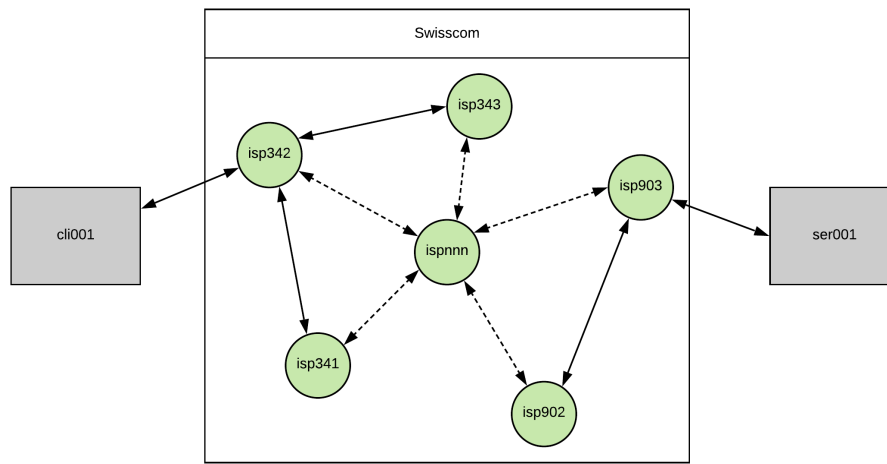 Swisscom
isp343
isp342
isp903
cli001
ispnnn
ser001
isp341
isp902